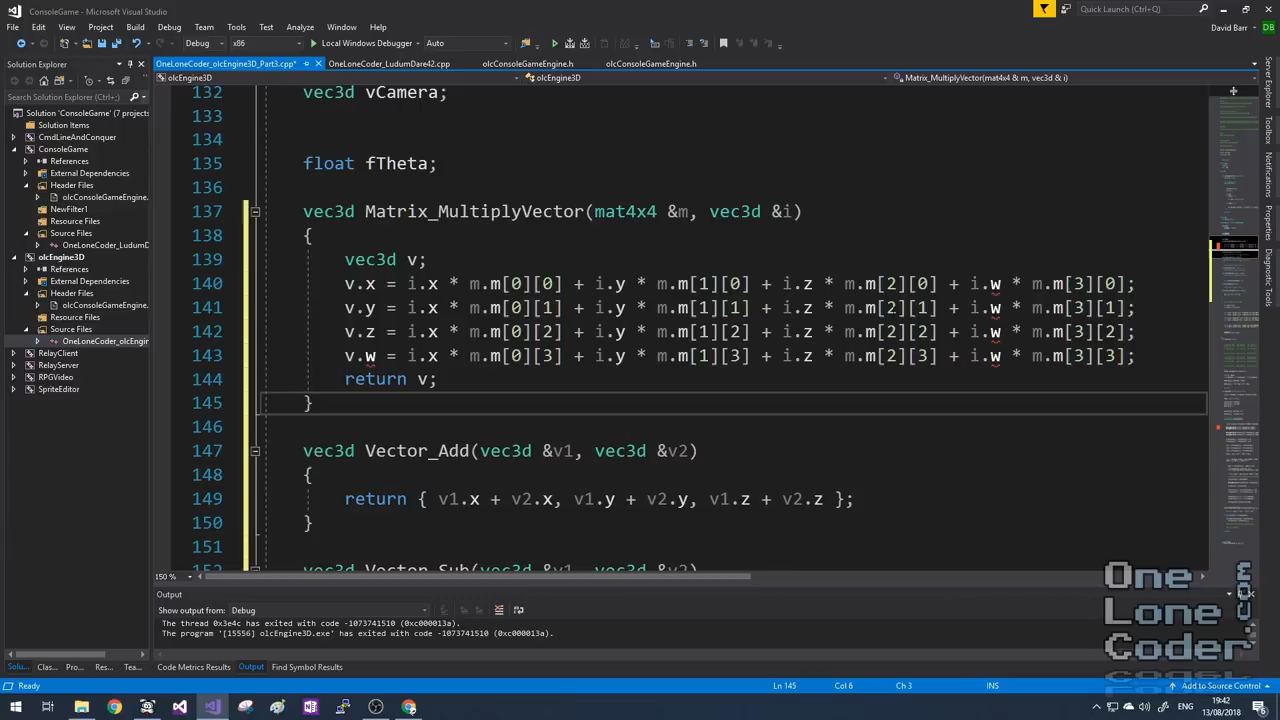 ConsoleGame - Microsoft Visual Studio
Quick Launch (Ctrl+Q)
File Edit View Project Build Debug Team Tools Test Analyze Window Help
David Barr DB
Debug x86 Local Windows Debugger Auto
Solution Explorer
OneLoneCoder_olcEngine3D_Part3.cpp* OneLoneCoder_LudumDare42.cpp olcConsoleGameEngine.h olcConsoleGameEngine.h
olcEngine3D olcEngine3D Matrix_MultiplyVector(mat4x4 & m, vec3d & i)
Search Solution Explorer (Ctrl+;)
Solution 'ConsoleGame' (7 projects)
Solution Items
CmdLineAndConquer
ConsoleGame
References
External Dependencies
Header Files
olcConsoleGameEngine.
NewFilter1
Resource Files
Source Files
OneLoneCoder_LudumD
olcEngine3D
References
External Dependencies
Header Files
olcConsoleGameEngine.
Resource Files
Source Files
OneLoneCoder_olcEngin
RelayClient
RelayServer
RPGVideo
SpriteEditor
132 vec3d vCamera;
133
134
135 float fTheta;
136
137 vec3d Matrix_MultiplyVector(mat4x4 &m, vec3d &i)
138 {
139 vec3d v;
140 v.x = i.x * m.m[0][0] + i.y * m.m[1][0] + i.z * m.m[2][0] + i.w * m.m[3][0];
141 v.y = i.x * m.m[0][1] + i.y * m.m[1][1] + i.z * m.m[2][1] + i.w * m.m[3][1];
142 v.z = i.x * m.m[0][2] + i.y * m.m[1][2] + i.z * m.m[2][2] + i.w * m.m[3][2];
143 v.w = i.x * m.m[0][3] + i.y * m.m[1][3] + i.z * m.m[2][3] + i.w * m.m[3][3];
144 return v;
145 }
146
147 vec3d Vector_Add(vec3d &v1, vec3d &v2)
148 {
149 return { v1.x + v2.x, v1.y + v2.y, v1.z + v2.z };
150 }
151
152 vec3d Vector_Sub(vec3d &v1, vec3d &v2)
150 %
Server Explorer
Toolbox
Notifications
Properties
Diagnostic Tools
Output
Show output from: Debug
The thread 0x3e4c has exited with code -1073741510 (0xc000013a).
The program '[15556] olcEngine3D.exe' has exited with code -1073741510 (0xc000013a).
Solu... Clas... Pro... Res... Tea...
Code Metrics Results Output Find Symbol Results
One
Lone
Coder
.com
Ready Ln 145 Col 6 Ch 3 INS Add to Source Control
ENG 19:42
13/08/2018